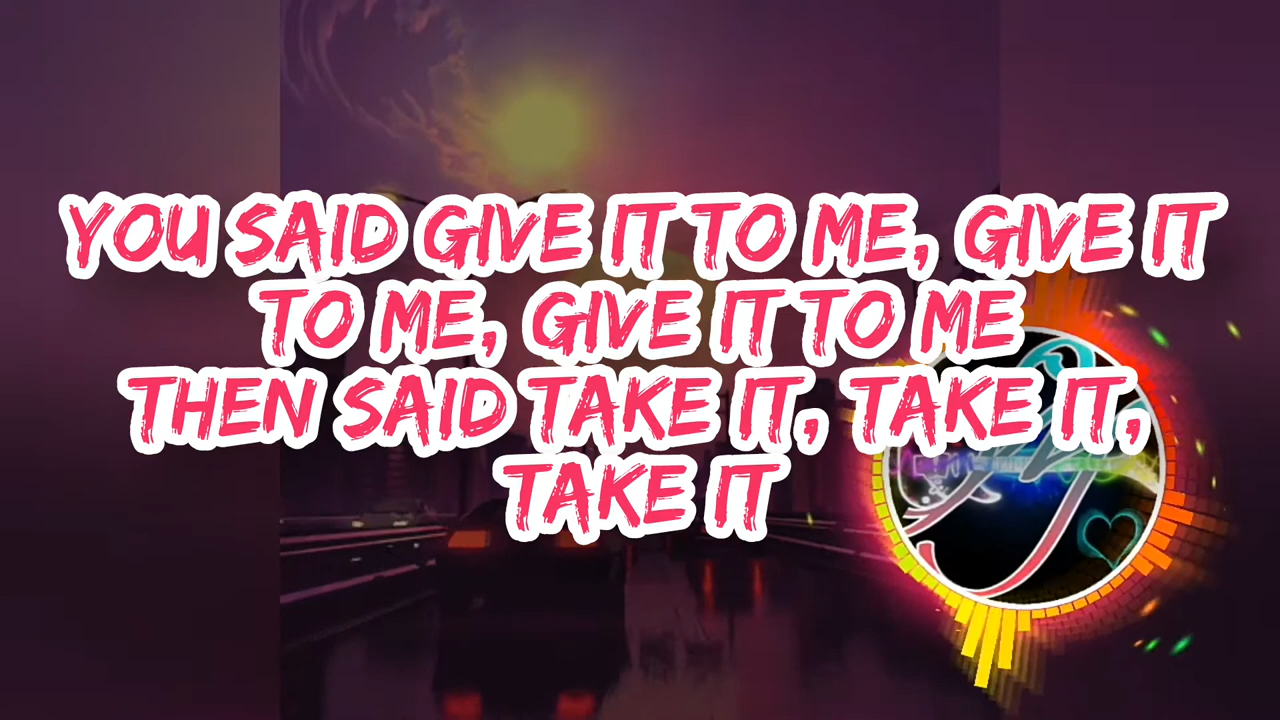 YOU SAID GIVE IT TO ME, GIVE IT
TO ME, GIVE IT TO ME
THEN SAID TAKE IT, TAKE IT,
TAKE IT